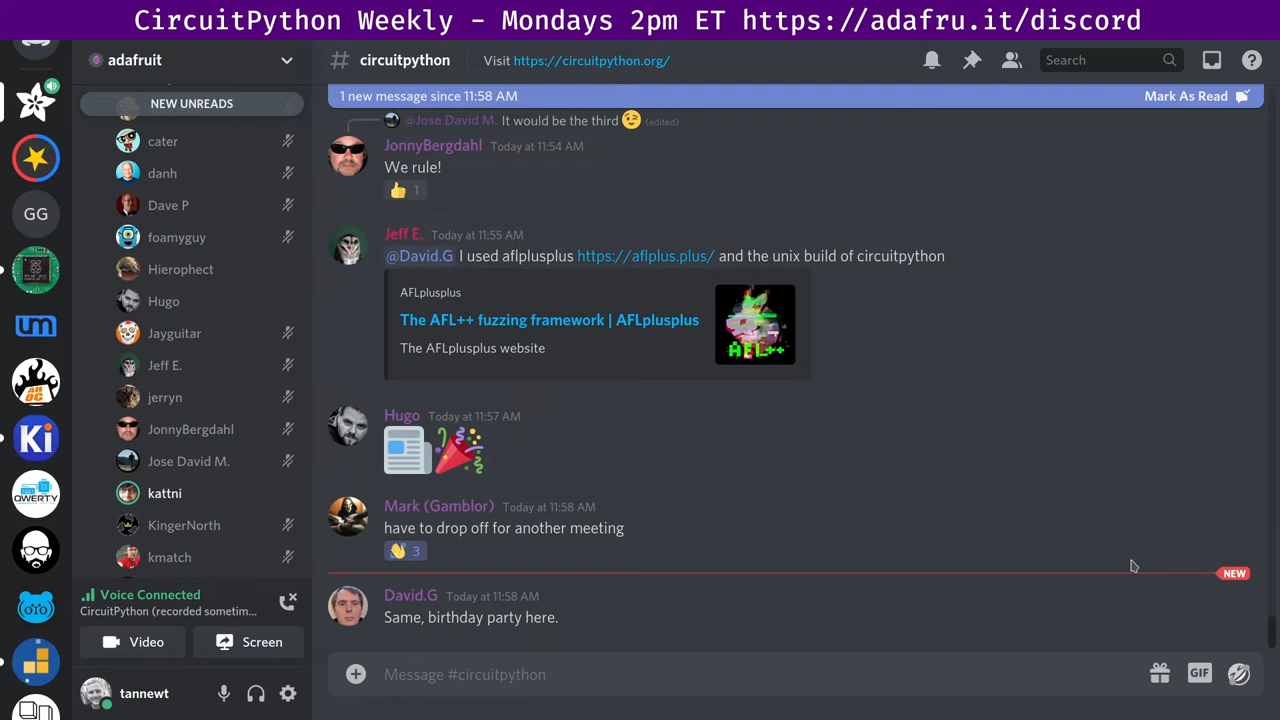 CircuitPython Weekly - Mondays 2pm ET https://adafru.it/discord
adafruit
circuitpython
Visit https://circuitpython.org/
Search
NEW UNREADS
cater
danh
Dave P
foamyguy
Hierophect
Hugo
Jayguitar
Jeff E.
jerryn
JonnyBergdahl
Jose David M.
kattni
KingerNorth
kmatch
Voice Connected
CircuitPython (recorded sometim...
Video
Screen
tannewt
GG
um
Ki
QWERTY
1 new message since 11:58 AM
Mark As Read
@Jose David M. It would be the third (edited)
JonnyBergdahl Today at 11:54 AM
We rule!
1
Jeff E. Today at 11:55 AM
@David.G I used aflplusplus https://aflplus.plus/ and the unix build of circuitpython
AFLplusplus
The AFL++ fuzzing framework | AFLplusplus
The AFLplusplus website
AFL++
Hugo Today at 11:57 AM
Mark (Gamblor) Today at 11:58 AM
have to drop off for another meeting
3
NEW
David.G Today at 11:58 AM
Same, birthday party here.
Message #circuitpython
GIF